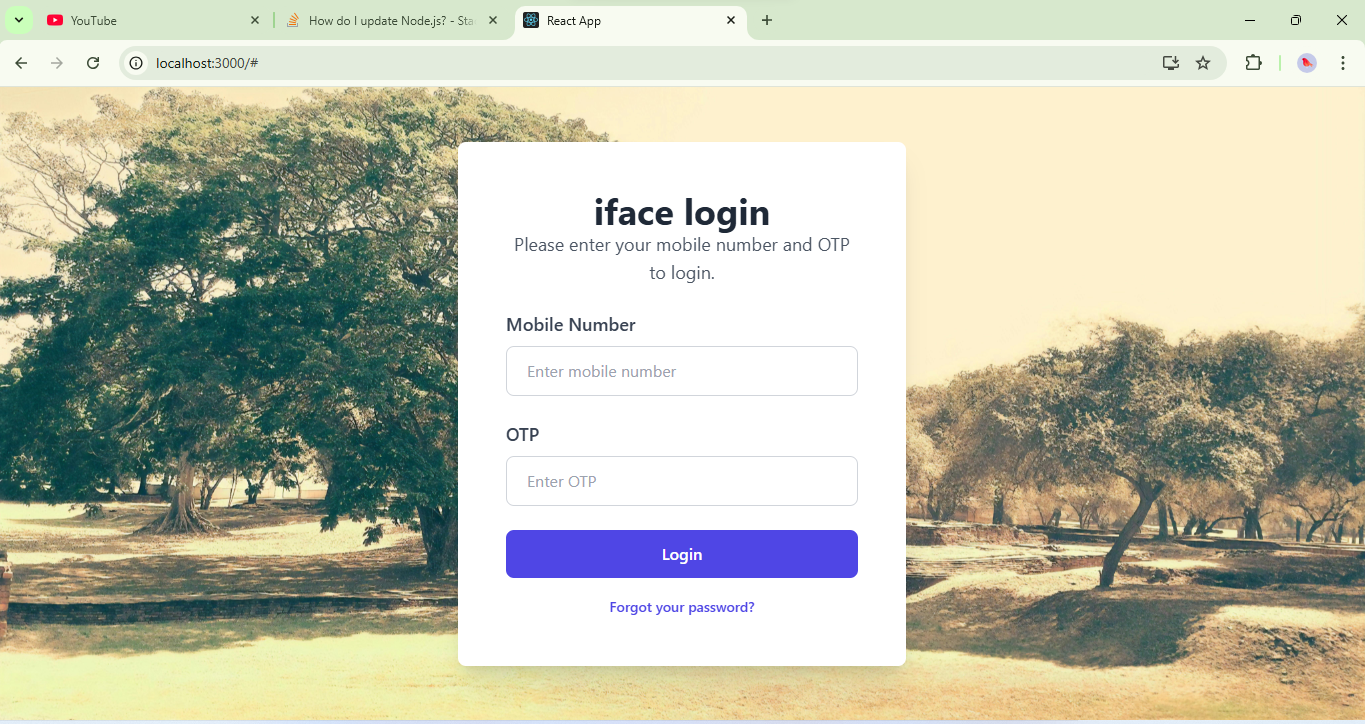 YouTube
How do I update Node.js? - Sta
React App
localhost:3000/#
iface login
Please enter your mobile number and OTP
to login.
Mobile Number
Enter mobile number
OTP
Enter OTP
Login
Forgot your password?